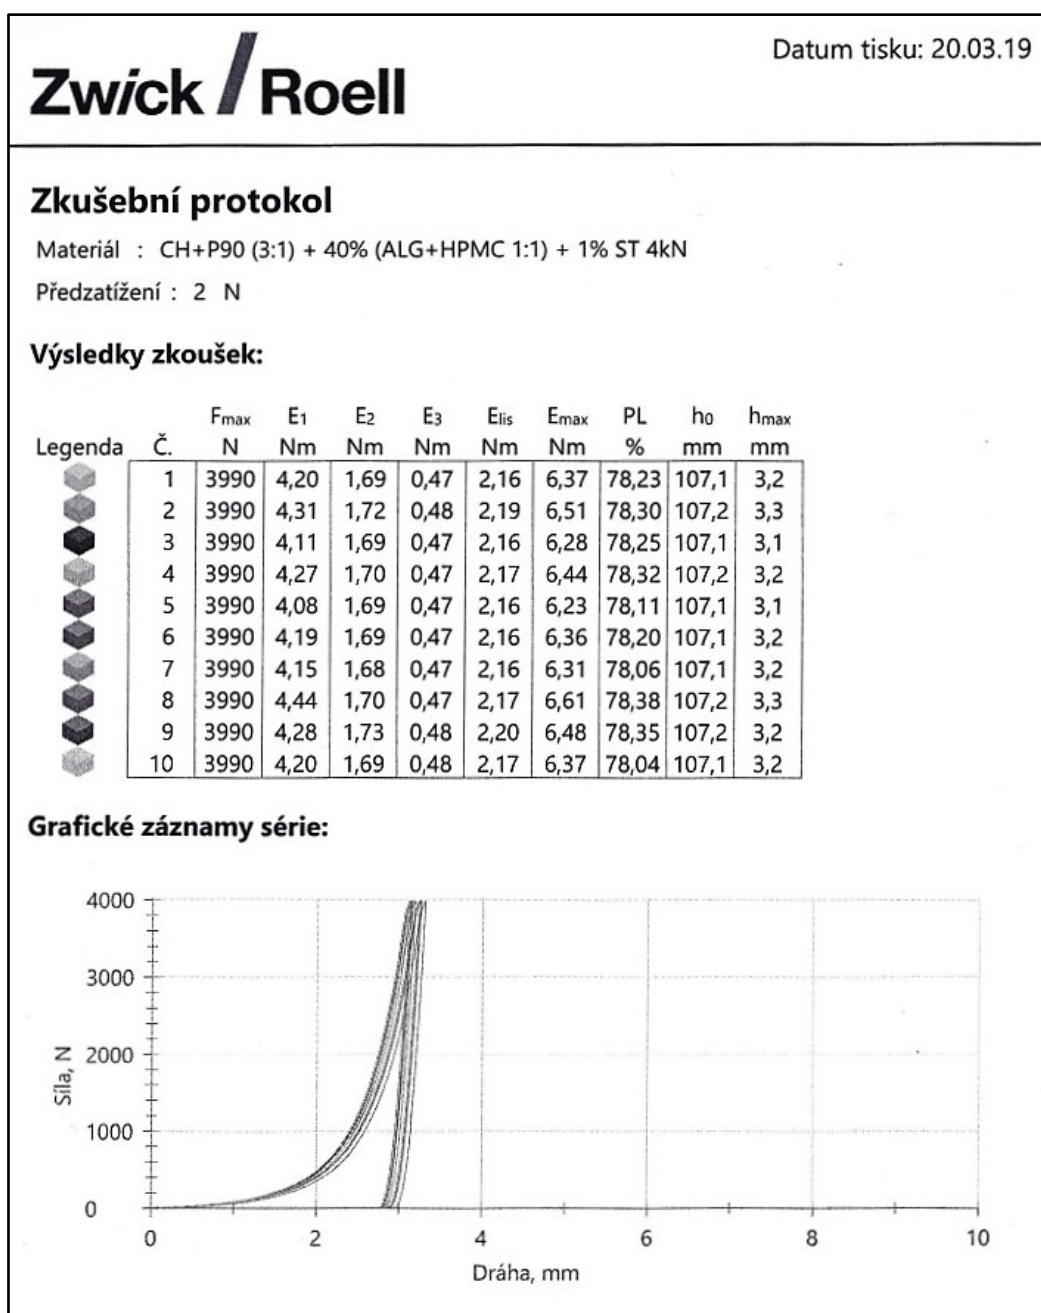 Zwick / Roell
Datum tisku: 20.03.19
Zkušební protokol
Materiál : CH+P90 (3:1) + 40% (ALG+HPMC 1:1) + 1% ST 4kN
Předzatížení : 2 N
Výsledky zkoušek:
Fmax E1 E2 E3 Elis Emax PL h0 hmax
Legenda Č. N Nm Nm Nm Nm Nm % mm mm
1 3990 4,20 1,69 0,47 2,16 6,37 78,23 107,1 3,2
2 3990 4,31 1,72 0,48 2,19 6,51 78,30 107,2 3,3
3 3990 4,11 1,69 0,47 2,16 6,28 78,25 107,1 3,1
4 3990 4,27 1,70 0,47 2,17 6,44 78,32 107,2 3,2
5 3990 4,08 1,69 0,47 2,16 6,23 78,11 107,1 3,1
6 3990 4,19 1,69 0,47 2,16 6,36 78,20 107,1 3,2
7 3990 4,15 1,68 0,47 2,16 6,31 78,06 107,1 3,2
8 3990 4,44 1,70 0,47 2,17 6,61 78,38 107,2 3,3
9 3990 4,28 1,73 0,48 2,20 6,48 78,35 107,2 3,2
10 3990 4,20 1,69 0,48 2,17 6,37 78,04 107,1 3,2
Grafické záznamy série:
4000
3000
2000
1000
0
Síla, N
0 2 4 6 8 10
Dráha, mm